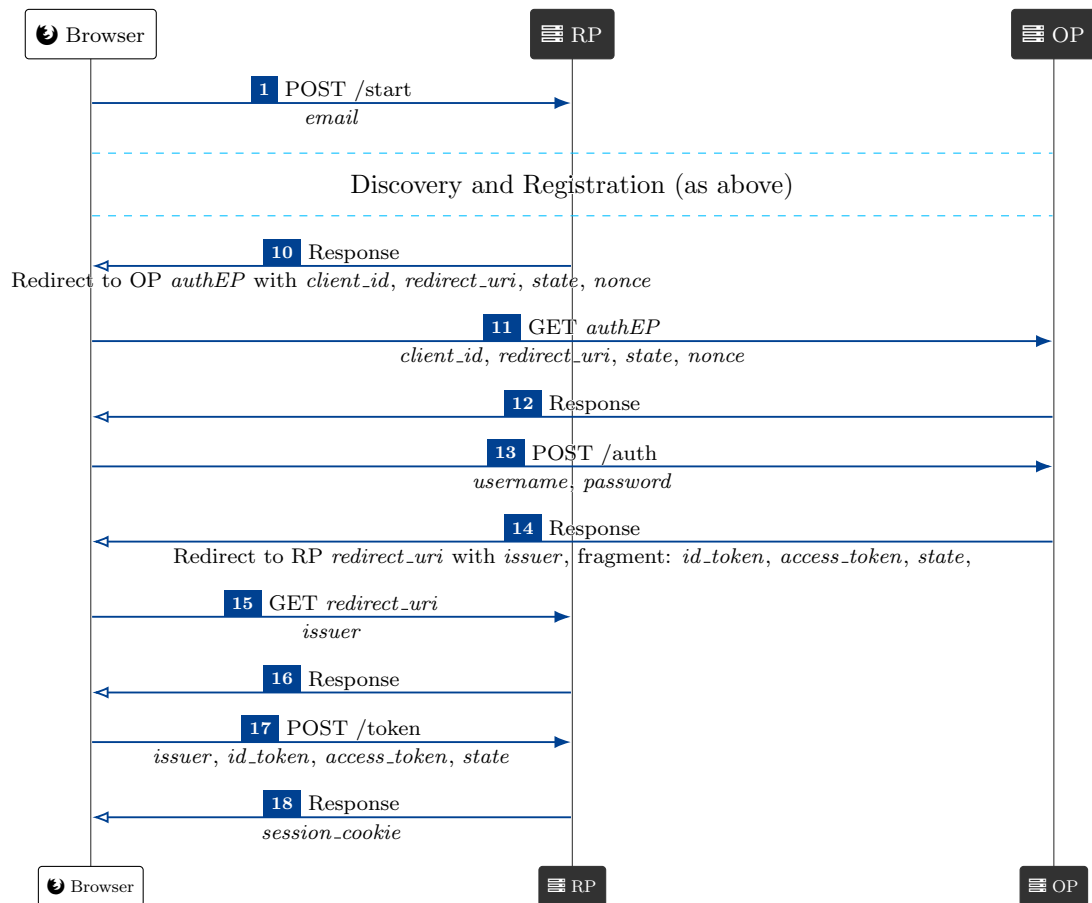 Browser RP OP
1 POST /start
email
Discovery and Registration (as above)
10 Response
Redirect to OP authEP with client_id, redirect_uri, state, nonce
11 GET authEP
client_id, redirect_uri, state, nonce
12 Response
13 POST /auth
username, password
14 Response
Redirect to RP redirect_uri with issuer, fragment: id_token, access_token, state,
15 GET redirect_uri
issuer
16 Response
17 POST /token
issuer, id_token, access_token, state
18 Response
session_cookie
Browser RP OP